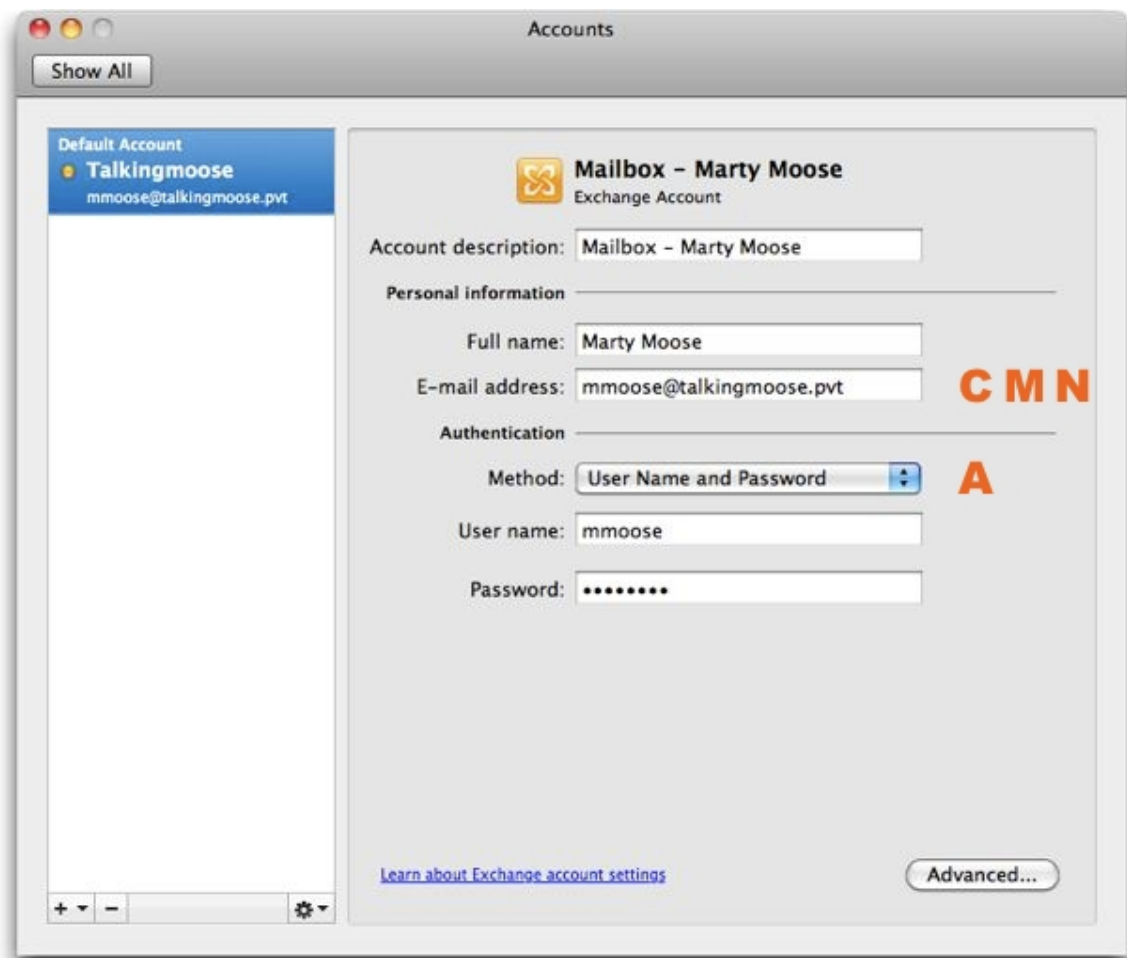 Accounts
Show All
Default Account
Talkingmoose
mmoose@talkingmoose.pvt
Mailbox – Marty Moose
Exchange Account
Account description: Mailbox – Marty Moose
Personal information
Full name: Marty Moose
E-mail address: mmoose@talkingmoose.pvt C M N
Authentication
Method: User Name and Password A
User name: mmoose
Password: ••••••••
Learn about Exchange account settings
Advanced...